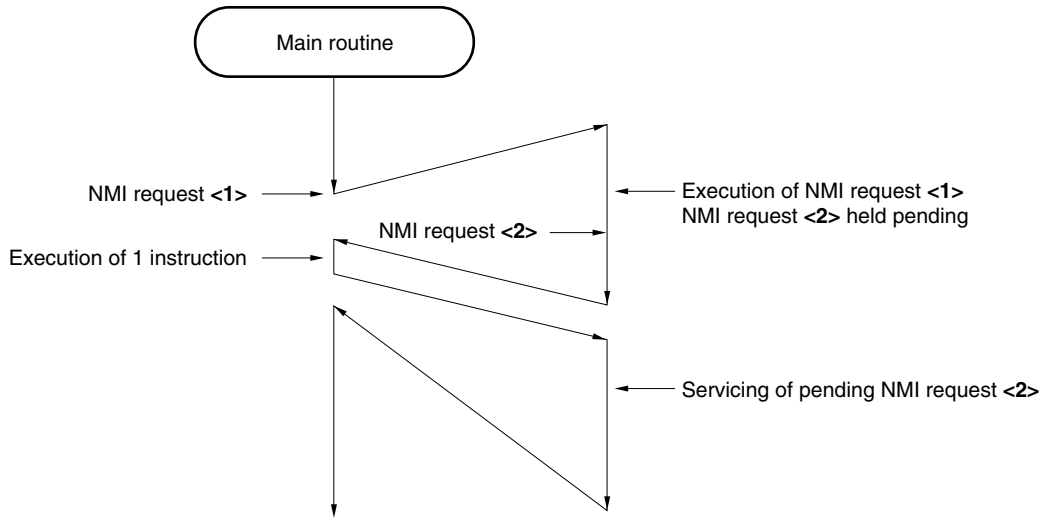 Main routine
NMI request <1>
Execution of NMI request <1>
NMI request <2> held pending
NMI request <2>
Execution of 1 instruction
Servicing of pending NMI request <2>